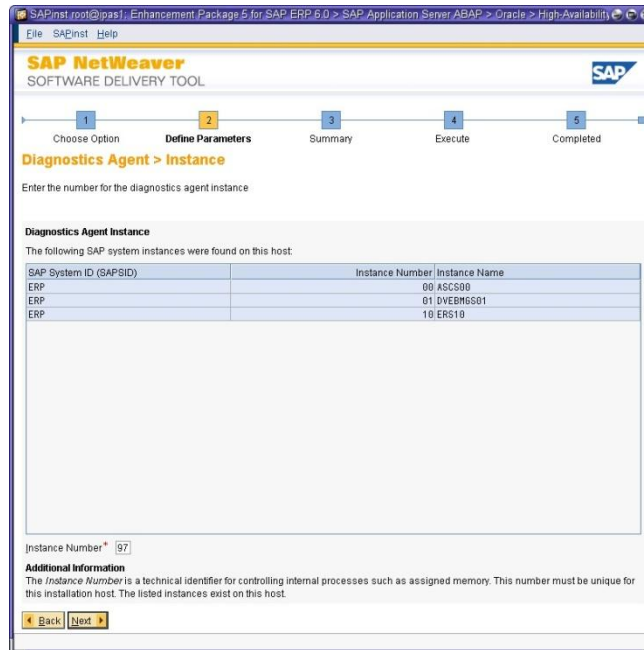 SAPinst root@ipas1: Enhancement Package 5 for SAP ERP 6.0 > SAP Application Server ABAP > Oracle > High-Availability
File SAPinst Help
SAP NetWeaver
SOFTWARE DELIVERY TOOL
SAP
1 2 3 4 5
Choose Option Define Parameters Summary Execute Completed
Diagnostics Agent > Instance
Enter the number for the diagnostics agent instance
Diagnostics Agent Instance
The following SAP system instances were found on this host:
SAP System ID (SAPSID) Instance Number Instance Name
ERP 00 ASCS00
ERP 01 DVEBMGS01
ERP 10 ERS10
Instance Number* 97
Additional Information
The Instance Number is a technical identifier for controlling internal processes such as assigned memory. This number must be unique for
this installation host. The listed instances exist on this host.
Back Next